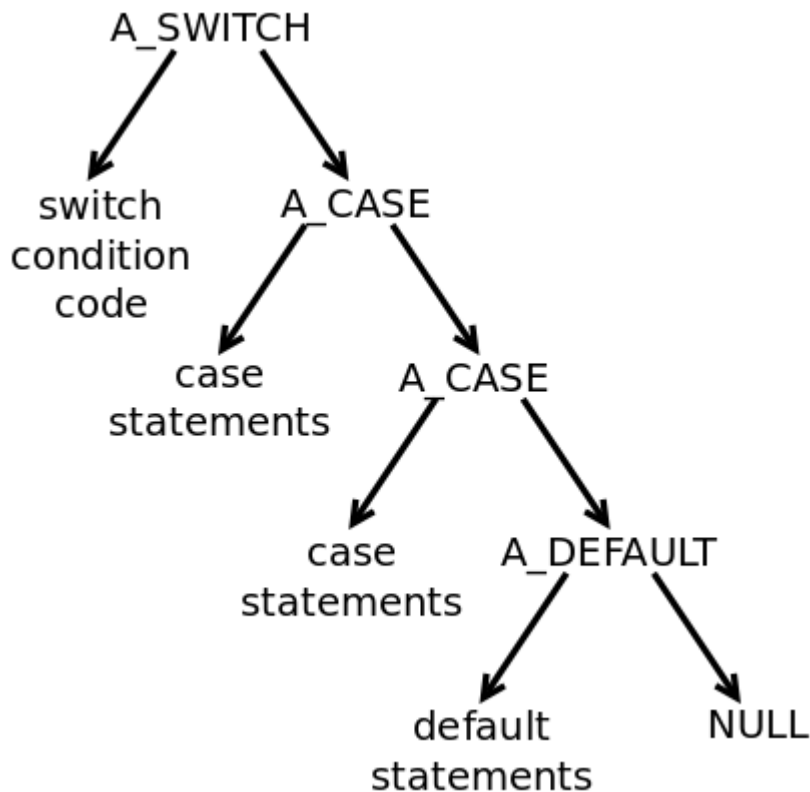 A_SWITCH
switch
condition
code
A_CASE
case
statements
A_CASE
case
statements
A_DEFAULT
default
statements
NULL